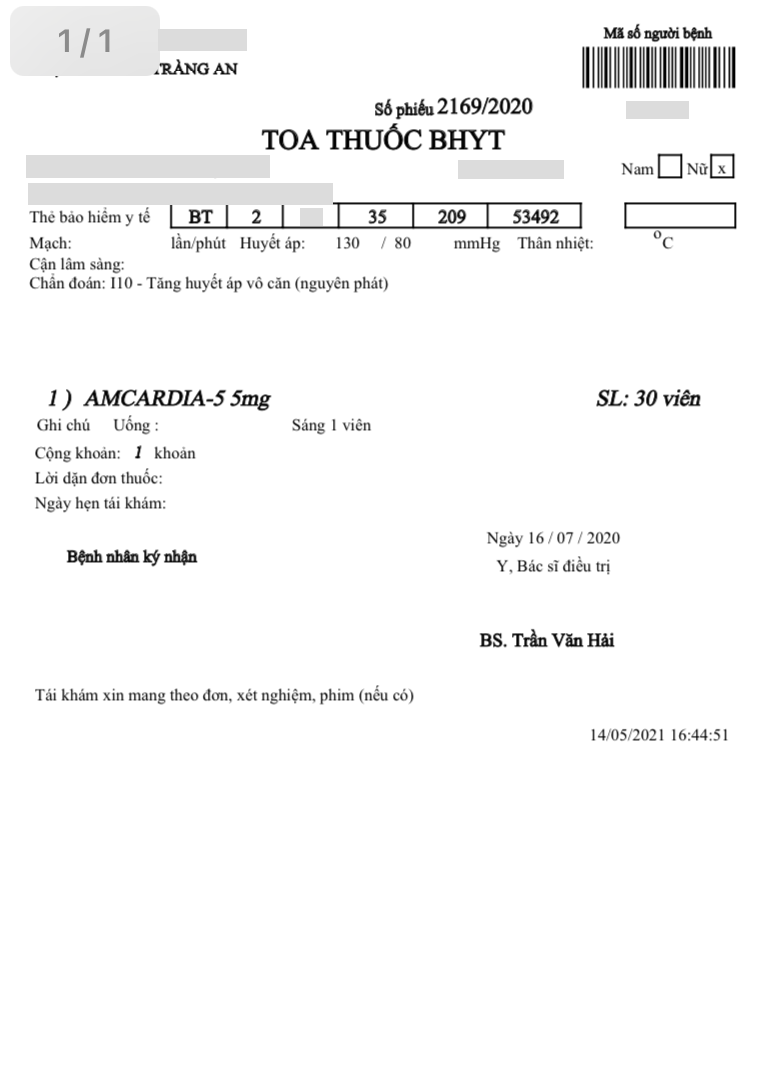 1/1
TRÀNG AN
Mã số người bệnh
Số phiếu 2169/2020
TOA THUỐC BHYT
Nam Nữ x
Thẻ bảo hiểm y tế BT 2 35 209 53492
Mạch: lần/phút Huyết áp: 130 / 80 mmHg Thân nhiệt: °C
Cận lâm sàng:
Chẩn đoán: I10 - Tăng huyết áp vô căn (nguyên phát)
1 ) AMCARDIA-5 5mg SL: 30 viên
Ghi chú Uống : Sáng 1 viên
Cộng khoản: 1 khoản
Lời dặn đơn thuốc:
Ngày hẹn tái khám:
Ngày 16 / 07 / 2020
Bệnh nhân ký nhận
Y, Bác sĩ điều trị
BS. Trần Văn Hải
Tái khám xin mang theo đơn, xét nghiệm, phim (nếu có)
14/05/2021 16:44:51